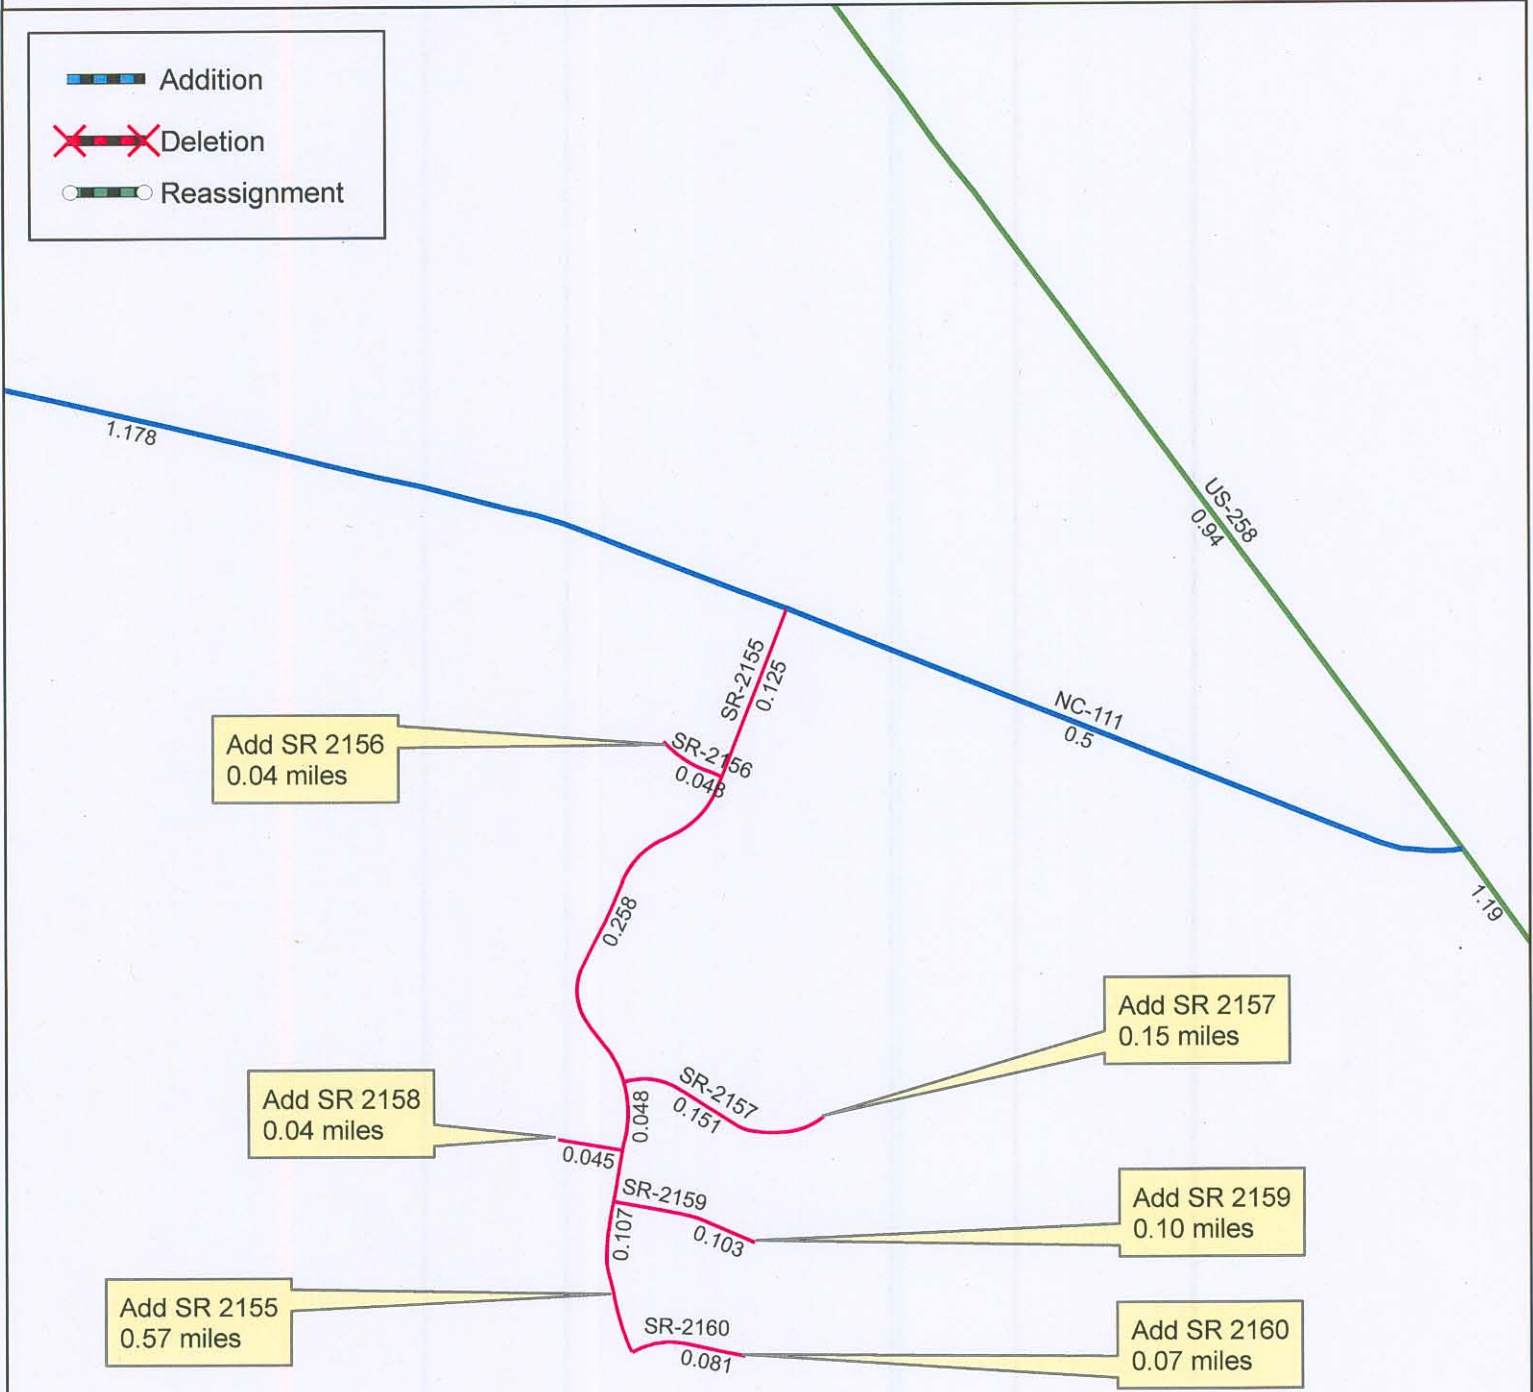 Addition
Deletion
Reassignment
1.178
US-258
0.94
SR-2155
0.125
NC-111
0.5
Add SR 2156
0.04 miles
SR-2156
0.043
1.19
0.258
Add SR 2157
0.15 miles
SR-2157
0.151
Add SR 2158
0.04 miles
0.048
0.045
SR-2159
0.103
Add SR 2159
0.10 miles
0.107
Add SR 2155
0.57 miles
SR-2160
0.081
Add SR 2160
0.07 miles